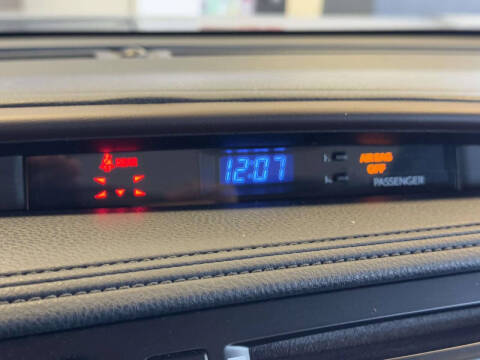 12:07
AIRBAG
OFF
PASSENGER